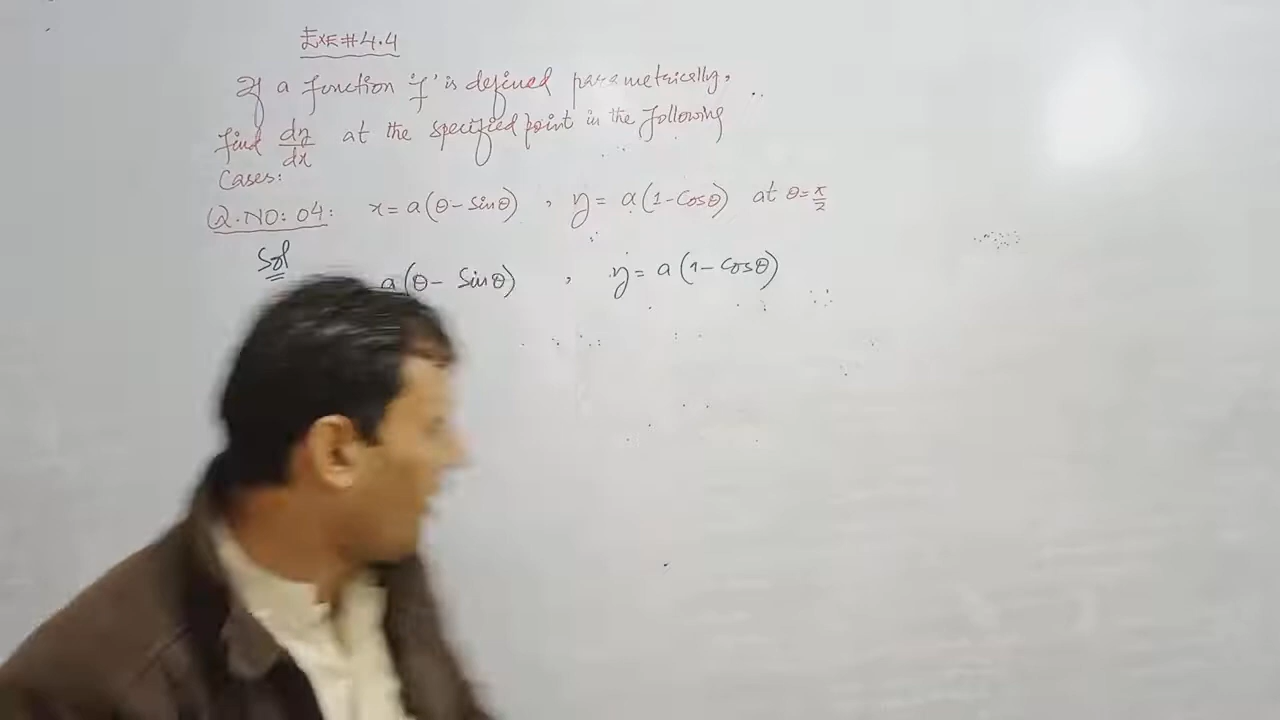 Exe#4.4
If a function 'f' is defined parametrically,
find dy/dx at the specified point in the following
Cases:
Q.NO:04: x=a(θ-Sinθ) , y=a(1-Cosθ) at θ=π/2
Sol
a(θ- Sinθ) , y=a(1-Cosθ)